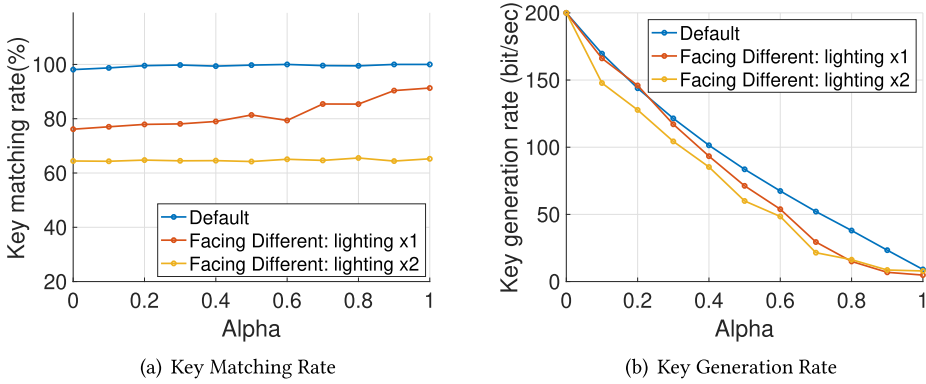 Key matching rate(%)
100
80
60
40
20
0
0.2
0.4
0.6
0.8
1
Alpha
Default
Facing Different: lighting x1
Facing Different: lighting x2
(a) Key Matching Rate
Key generation rate (bit/sec)
200
150
100
50
0
0
0.2
0.4
0.6
0.8
1
Alpha
Default
Facing Different: lighting x1
Facing Different: lighting x2
(b) Key Generation Rate